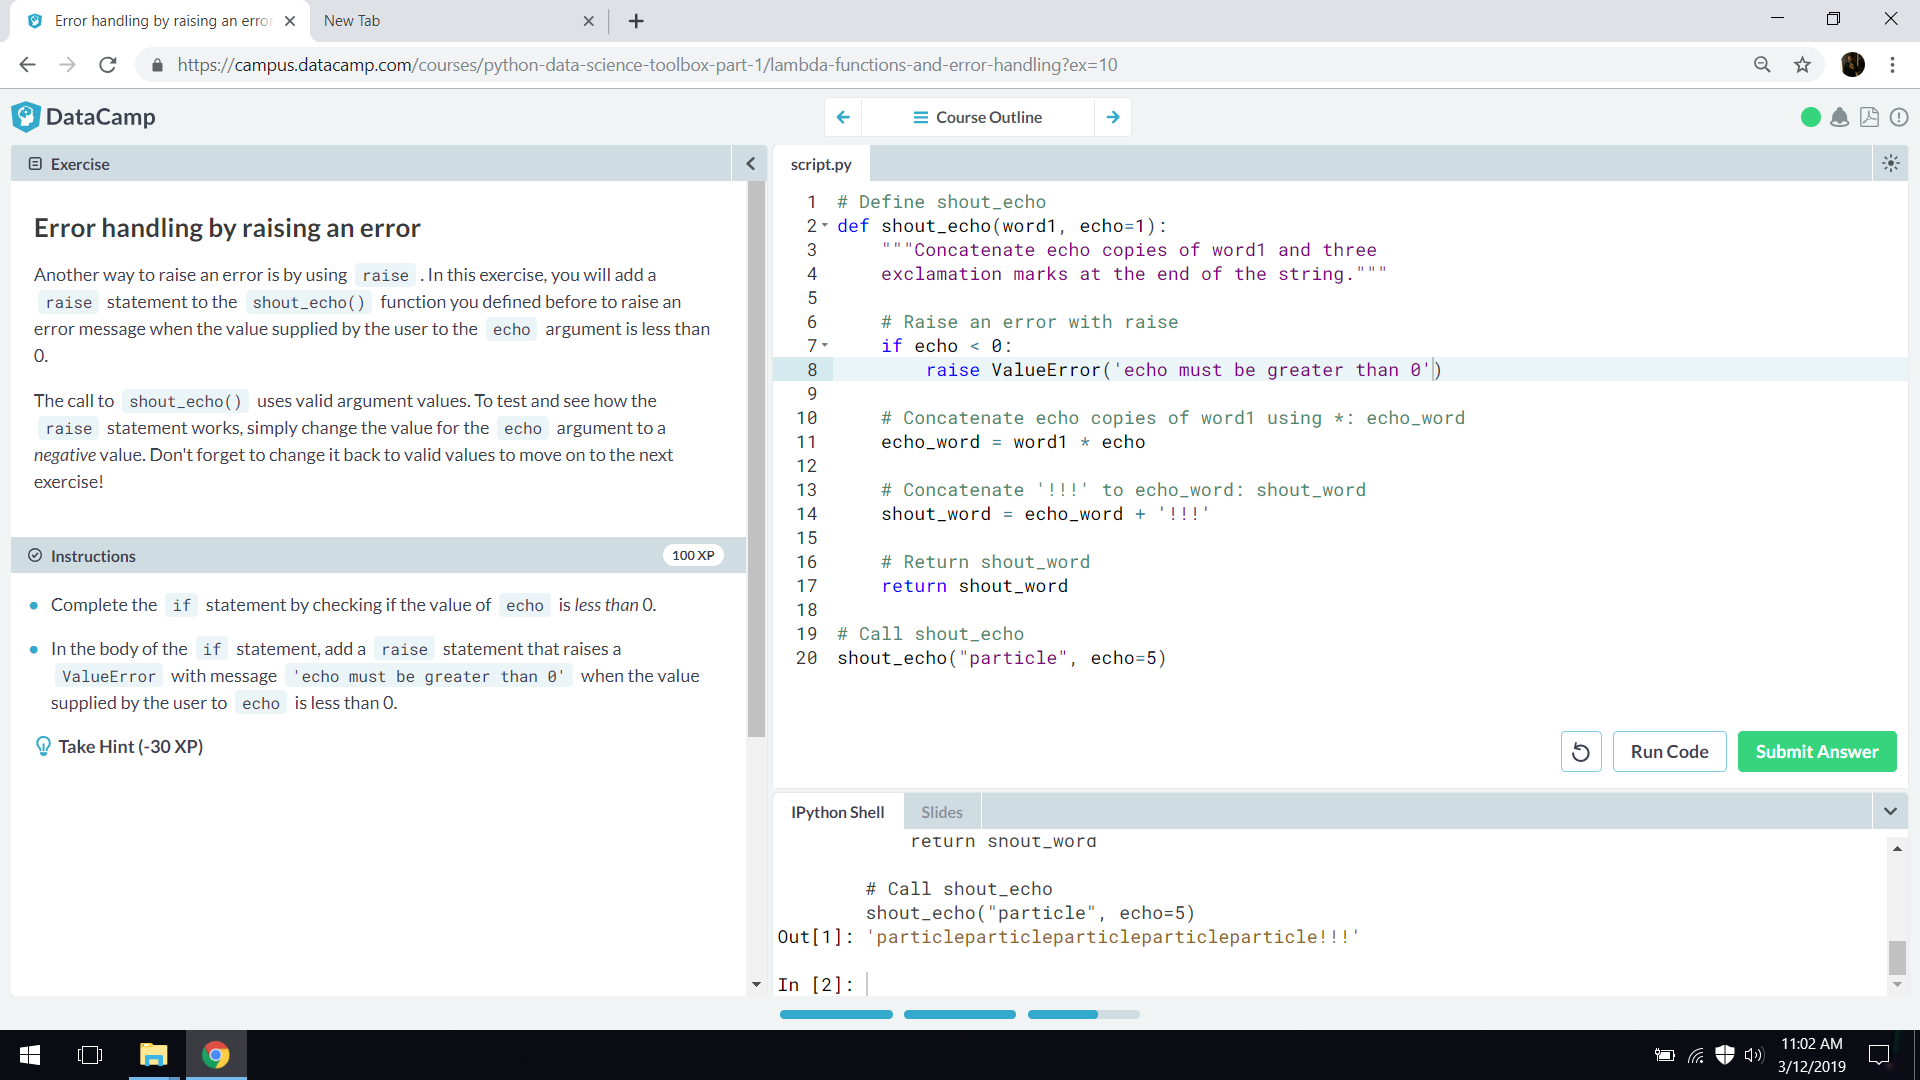 Error handling by raising an erro
New Tab
https://campus.datacamp.com/courses/python-data-science-toolbox-part-1/lambda-functions-and-error-handling?ex=10
DataCamp
Course Outline
Exercise
Error handling by raising an error
Another way to raise an error is by using raise . In this exercise, you will add a
raise statement to the shout_echo() function you defined before to raise an
error message when the value supplied by the user to the echo argument is less than
0.
The call to shout_echo() uses valid argument values. To test and see how the
raise statement works, simply change the value for the echo argument to a
negative value. Don't forget to change it back to valid values to move on to the next
exercise!
Instructions
100 XP
Complete the if statement by checking if the value of echo is less than 0.
In the body of the if statement, add a raise statement that raises a
ValueError with message 'echo must be greater than 0' when the value
supplied by the user to echo is less than 0.
Take Hint (-30 XP)
script.py
1 # Define shout_echo
2 def shout_echo(word1, echo=1):
3 """Concatenate echo copies of word1 and three
4 exclamation marks at the end of the string."""
5
6 # Raise an error with raise
7 if echo < 0:
8 raise ValueError('echo must be greater than 0')
9
10 # Concatenate echo copies of word1 using *: echo_word
11 echo_word = word1 * echo
12
13 # Concatenate '!!!' to echo_word: shout_word
14 shout_word = echo_word + '!!!'
15
16 # Return shout_word
17 return shout_word
18
19 # Call shout_echo
20 shout_echo("particle", echo=5)
Run Code
Submit Answer
IPython Shell
Slides
return shout_word
# Call shout_echo
shout_echo("particle", echo=5)
Out[1]: 'particleparticleparticleparticleparticle!!!'
In [2]:
11:02 AM
3/12/2019